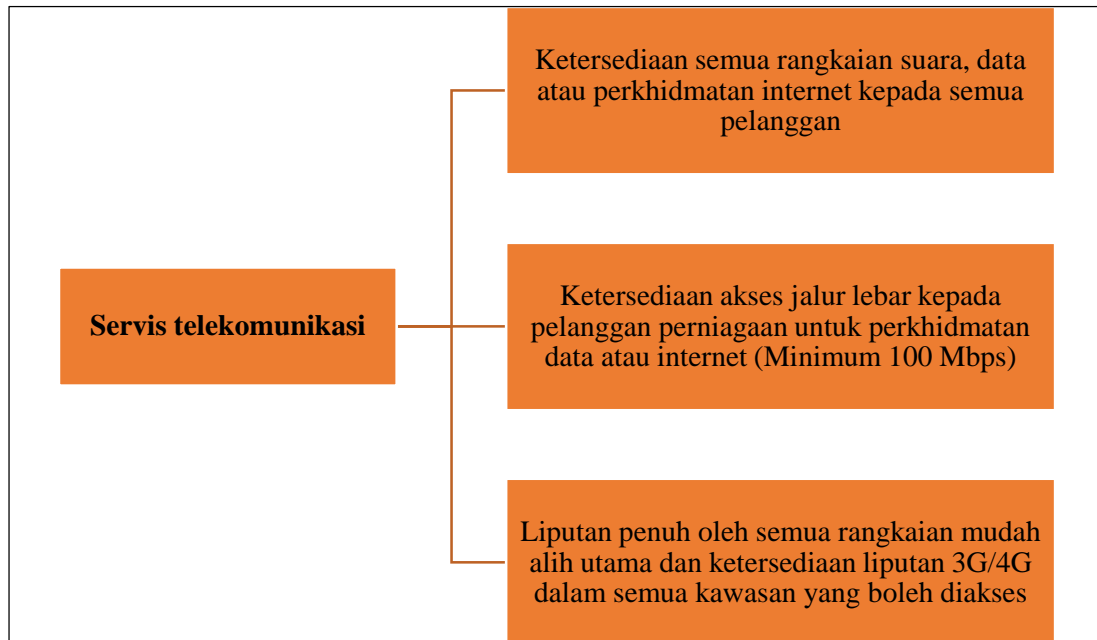 Servis telekomunikasi
Ketersediaan semua rangkaian suara, data
atau perkhidmatan internet kepada semua
pelanggan
Ketersediaan akses jalur lebar kepada
pelanggan perniagaan untuk perkhidmatan
data atau internet (Minimum 100 Mbps)
Liputan penuh oleh semua rangkaian mudah
alih utama dan ketersediaan liputan 3G/4G
dalam semua kawasan yang boleh diakses